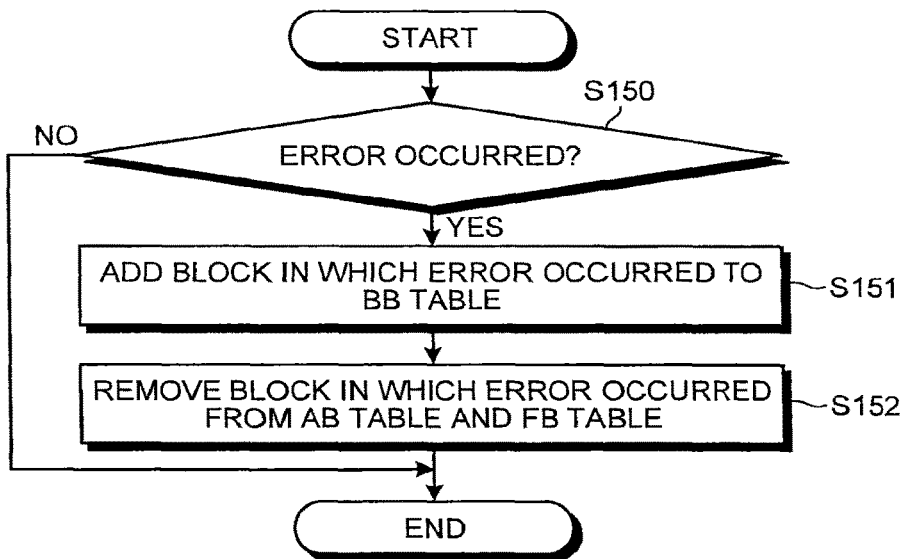 START
S150
NO
ERROR OCCURRED?
YES
ADD BLOCK IN WHICH ERROR OCCURRED TO
BB TABLE
S151
REMOVE BLOCK IN WHICH ERROR OCCURRED
FROM AB TABLE AND FB TABLE
S152
END